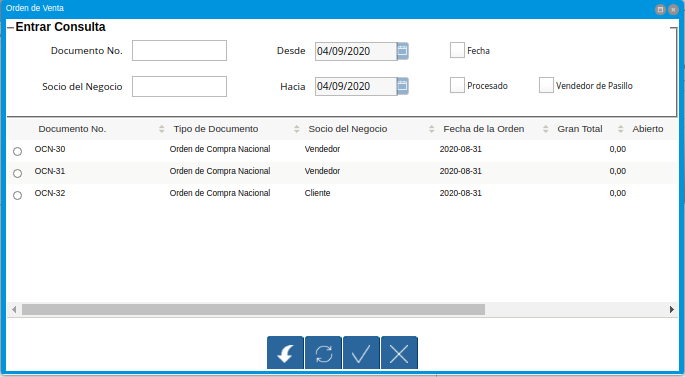 Orden de Venta
Entrar Consulta
Documento No. Desde 04/09/2020 Fecha
Socio del Negocio Hacia 04/09/2020 Procesado Vendedor de Pasillo
Documento No. Tipo de Documento Socio del Negocio Fecha de la Orden Gran Total Abierto
OCN-30 Orden de Compra Nacional Vendedor 2020-08-31 0,00
OCN-31 Orden de Compra Nacional Vendedor 2020-08-31 0,00
OCN-32 Orden de Compra Nacional Cliente 2020-08-31 0,00